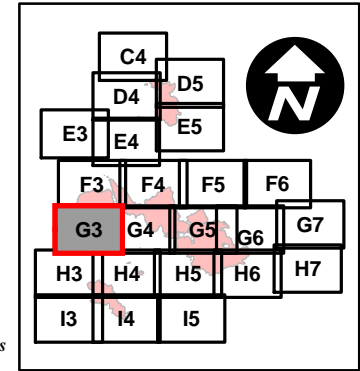 C4
D4 D5
N
E3 E4 E5
F3 F4 F5 F6
G3 G4 G5 G6 G7
H3 H4 H5 H6 H7
I3 I4 I5
s